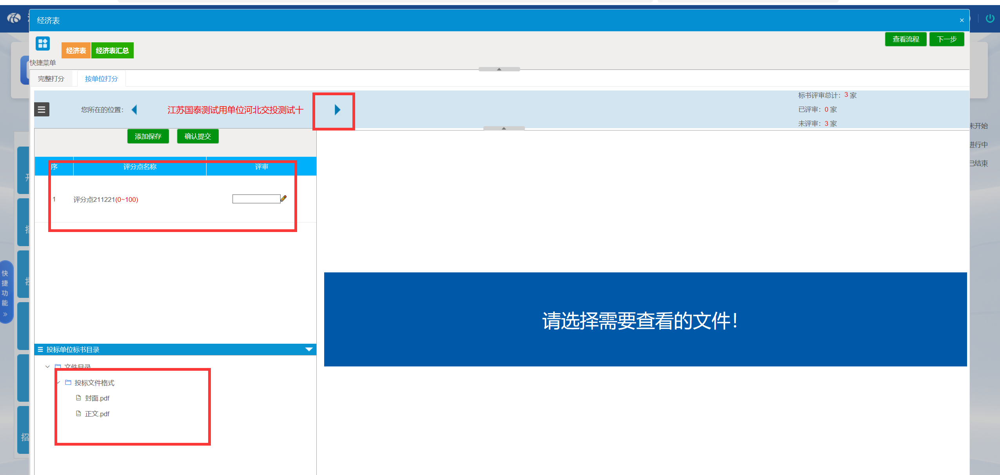 经济表
×
查看流程
下一步
经济表
经济表汇总
快捷菜单
完整打分
按单位打分
您所在的位置：
江苏国泰测试用单位河北交投测试十
标书评审总计：3 家
已评审：0 家
未评审：3 家
未开始
进行中
已结束
添加保存
确认提交
序
评分点名称
评审
1
评分点211221(0~100)
快捷功能
»
请选择需要查看的文件！
投标单位标书目录
文件目录
投标文件格式
封面.pdf
正文.pdf
招